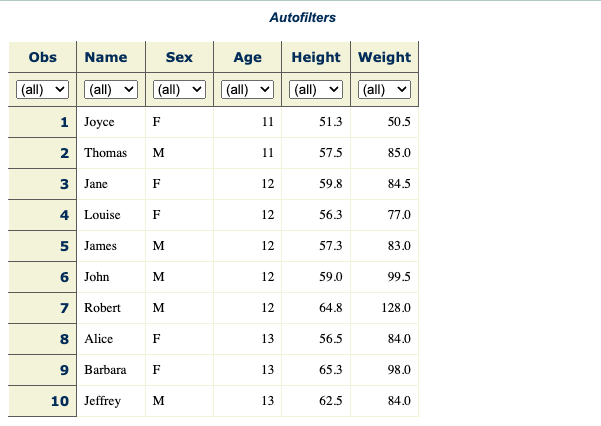 Autofilters
Obs Name Sex Age Height Weight
(all) (all) (all) (all) (all) (all)
1 Joyce F 11 51.3 50.5
2 Thomas M 11 57.5 85.0
3 Jane F 12 59.8 84.5
4 Louise F 12 56.3 77.0
5 James M 12 57.3 83.0
6 John M 12 59.0 99.5
7 Robert M 12 64.8 128.0
8 Alice F 13 56.5 84.0
9 Barbara F 13 65.3 98.0
10 Jeffrey M 13 62.5 84.0